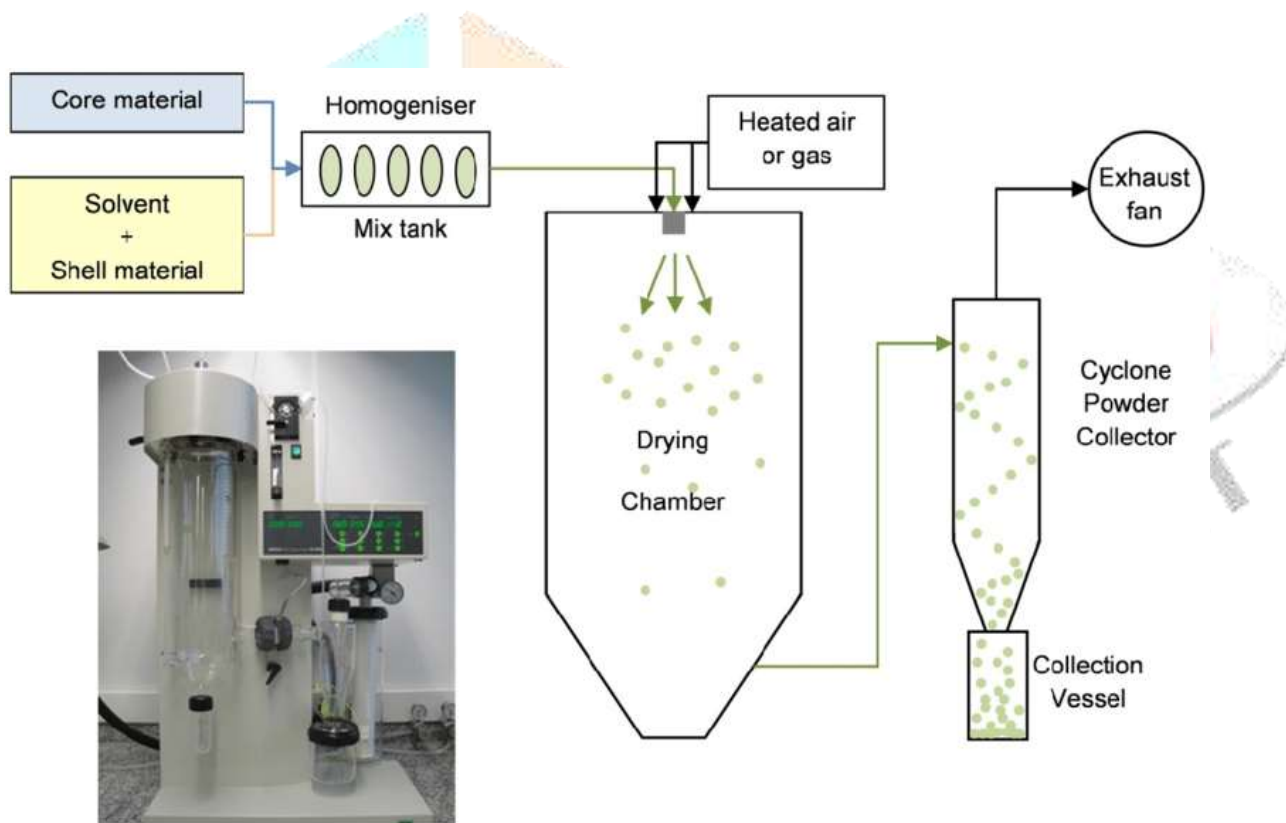 Core material
Solvent
+
Shell material
Homogeniser
Mix tank
Heated air
or gas
Exhaust
fan
Drying
Chamber
Cyclone
Powder
Collector
Collection
Vessel